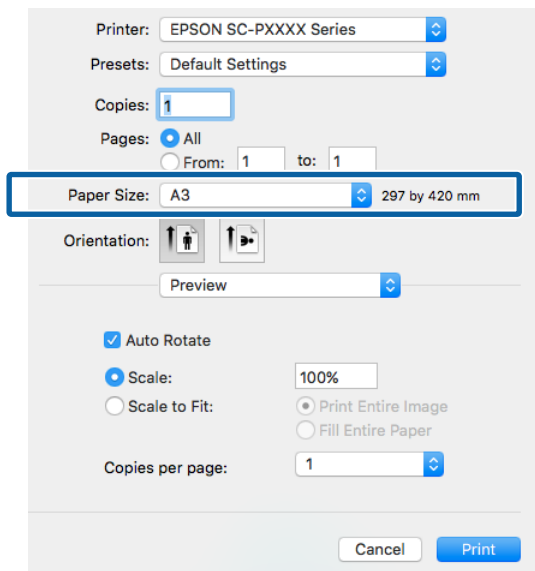 Printer: EPSON SC-PXXXX Series
Presets: Default Settings
Copies: 1
Pages: All
From: 1 to: 1
Paper Size: A3 297 by 420 mm
Orientation:
Preview
Auto Rotate
Scale: 100%
Scale to Fit: Print Entire Image
Fill Entire Paper
Copies per page: 1
Cancel Print